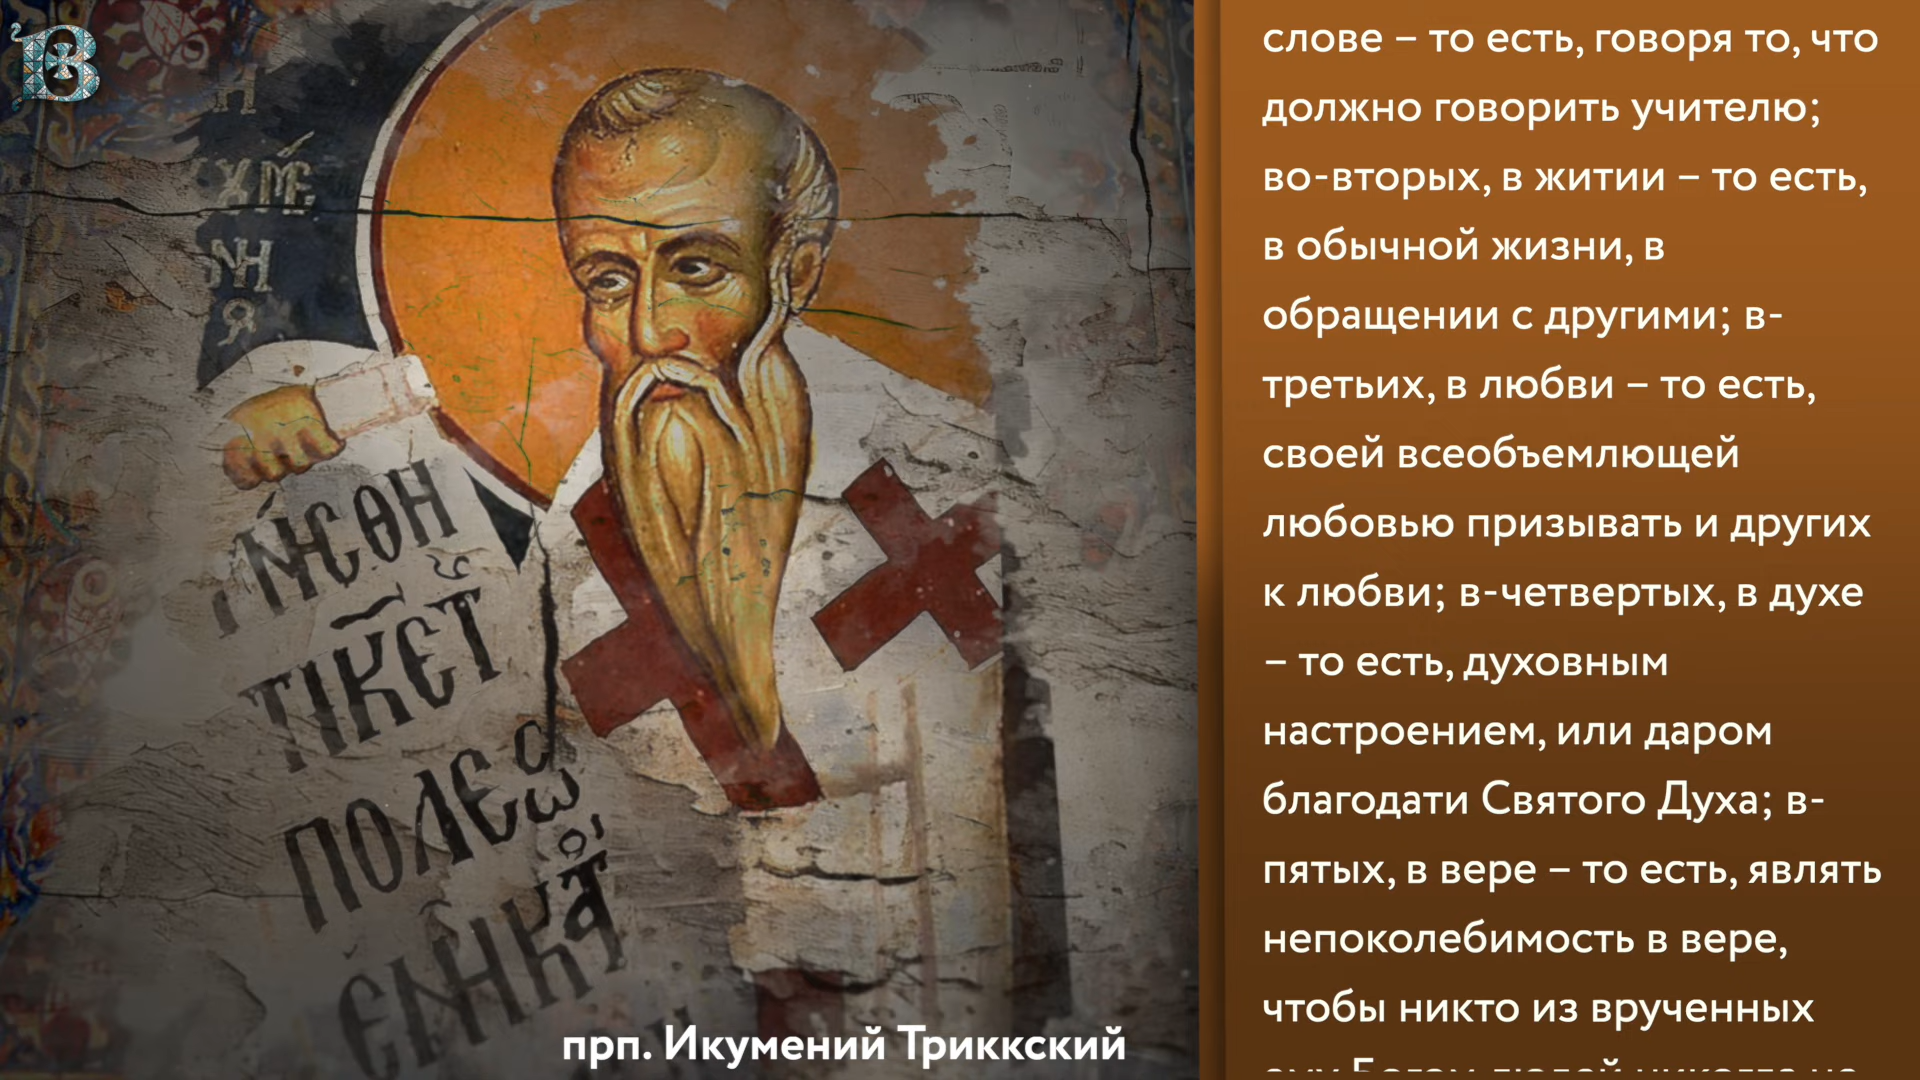 слове – то есть, говоря то, что
должно говорить учителю;
во-вторых, в житии – то есть,
в обычной жизни, в
обращении с другими; в-
третьих, в любви – то есть,
своей всеобъемлющей
любовью призывать и других
к любви; в-четвертых, в духе
– то есть, духовным
настроением, или даром
благодати Святого Духа; в-
пятых, в вере – то есть, являть
непоколебимость в вере,
чтобы никто из врученных
прп. Икумений Триккский